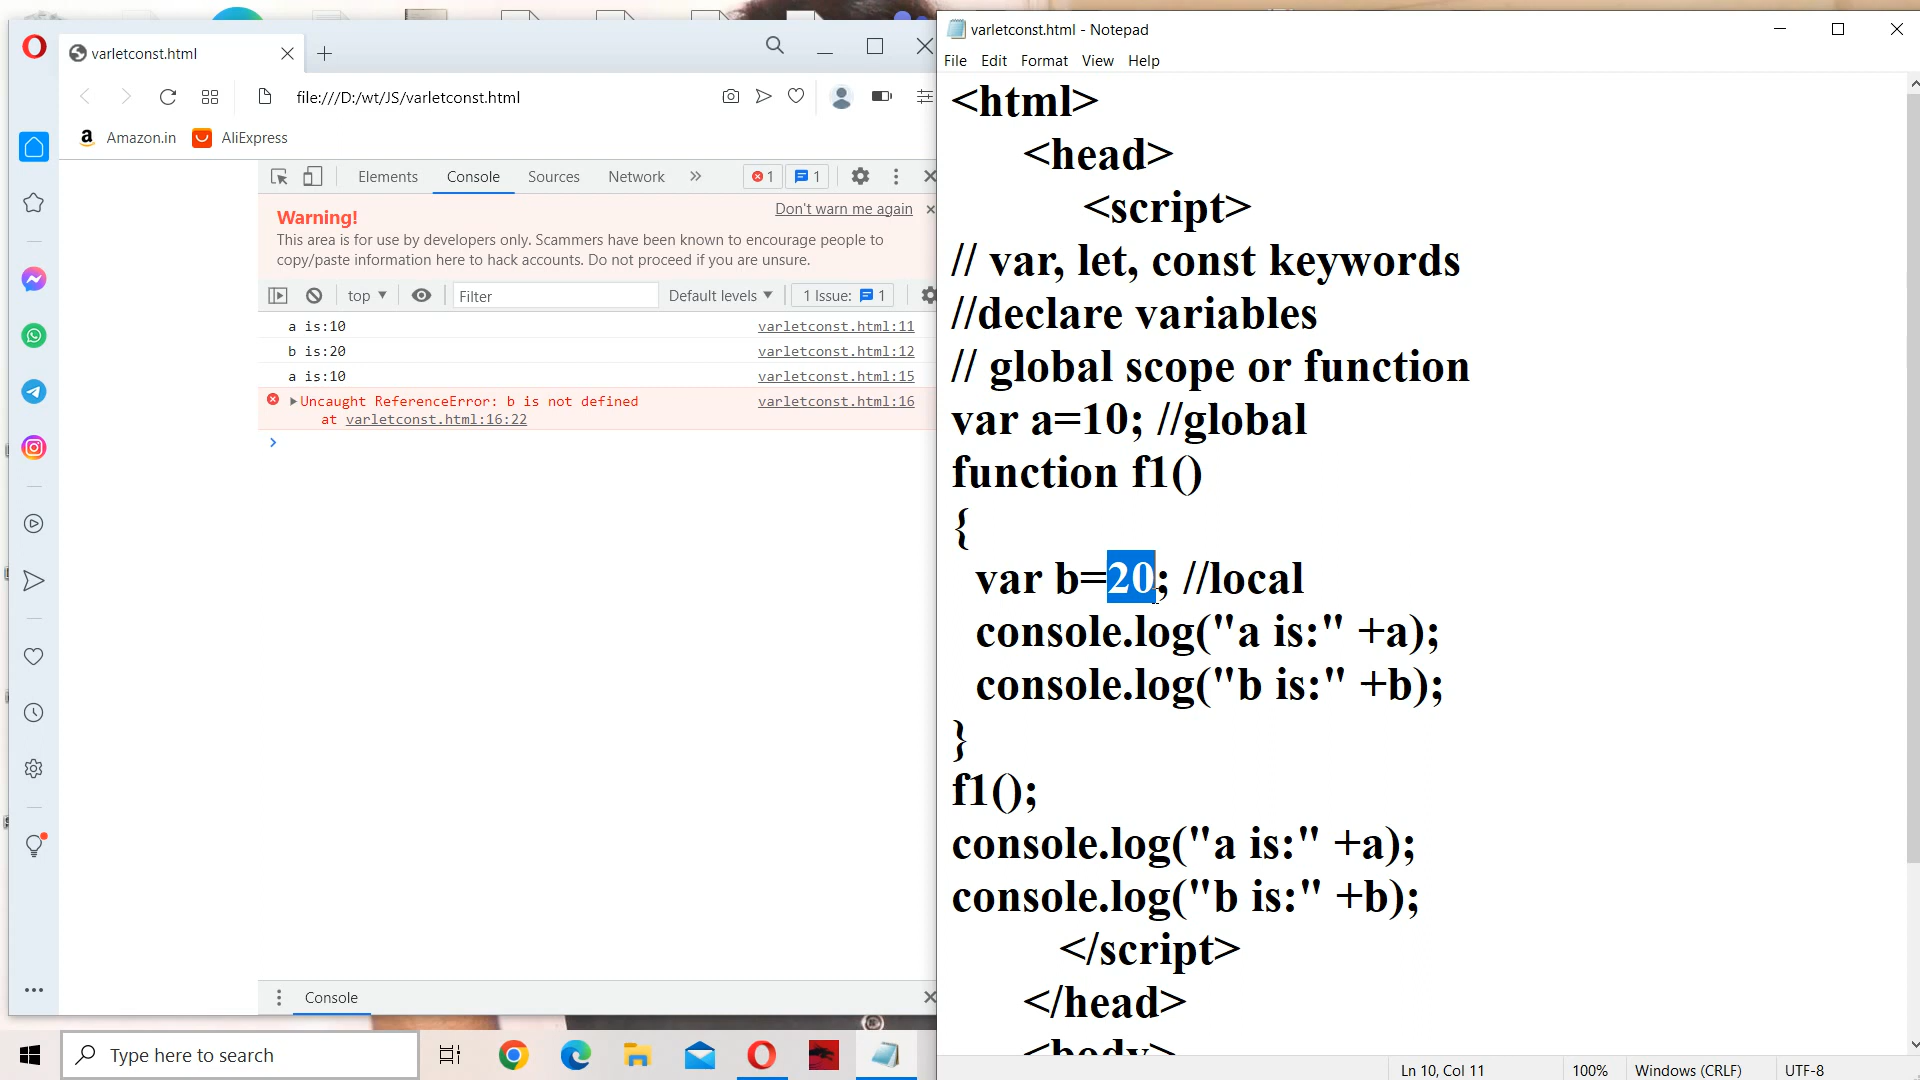 varletconst.html
file:///D:/wt/JS/varletconst.html
Amazon.in
AliExpress
Elements
Console
Sources
Network
1
1
Warning!
Don't warn me again
This area is for use by developers only. Scammers have been known to encourage people to
copy/paste information here to hack accounts. Do not proceed if you are unsure.
top
Filter
Default levels
1 Issue:
1
a is:10 varletconst.html:11
b is:20 varletconst.html:12
a is:10 varletconst.html:15
Uncaught ReferenceError: b is not defined varletconst.html:16
at varletconst.html:16:22
Console
varletconst.html - Notepad
File Edit Format View Help
<html>
<head>
<script>
// var, let, const keywords
//declare variables
// global scope or function
var a=10; //global
function f1()
{
var b=20; //local
console.log("a is:" +a);
console.log("b is:" +b);
}
f1();
console.log("a is:" +a);
console.log("b is:" +b);
</script>
</head>
<body>
Ln 10, Col 11
100%
Windows (CRLF)
UTF-8
Type here to search